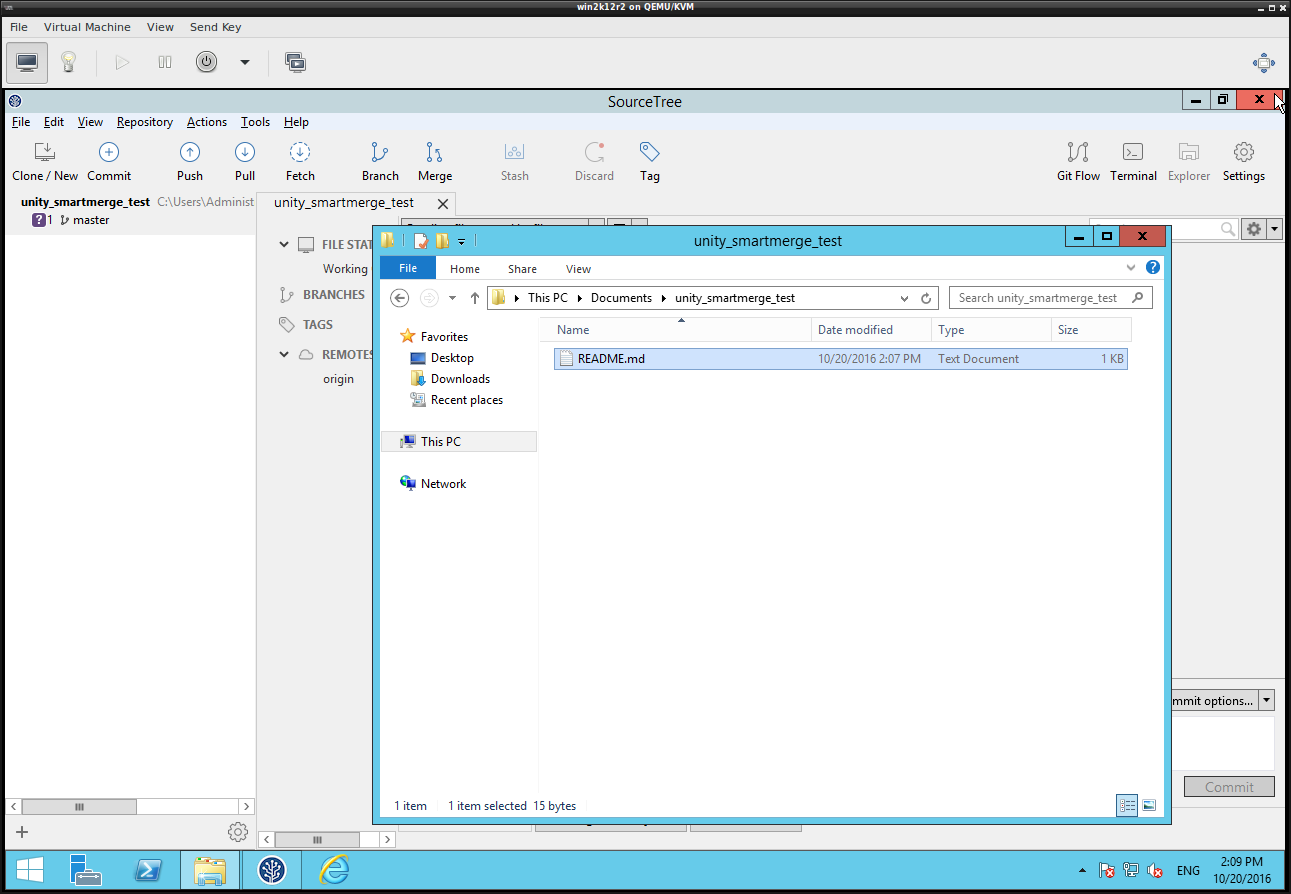 win2k12r2 on QEMU/KVM
File Virtual Machine View Send Key
SourceTree
File Edit View Repository Actions Tools Help
Clone / New Commit Push Pull Fetch Branch Merge Stash Discard Tag Git Flow Terminal Explorer Settings
unity_smartmerge_test C:\Users\Administ
?1 master
unity_smartmerge_test
FILE STAT
Working
BRANCHES
TAGS
REMOTES
origin
unity_smartmerge_test
File Home Share View
This PC Documents unity_smartmerge_test
Search unity_smartmerge_test
Favorites
Desktop
Downloads
Recent places
This PC
Network
Name Date modified Type Size
README.md 10/20/2016 2:07 PM Text Document 1 KB
1 item 1 item selected 15 bytes
mmit options...
Commit
ENG
2:09 PM
10/20/2016